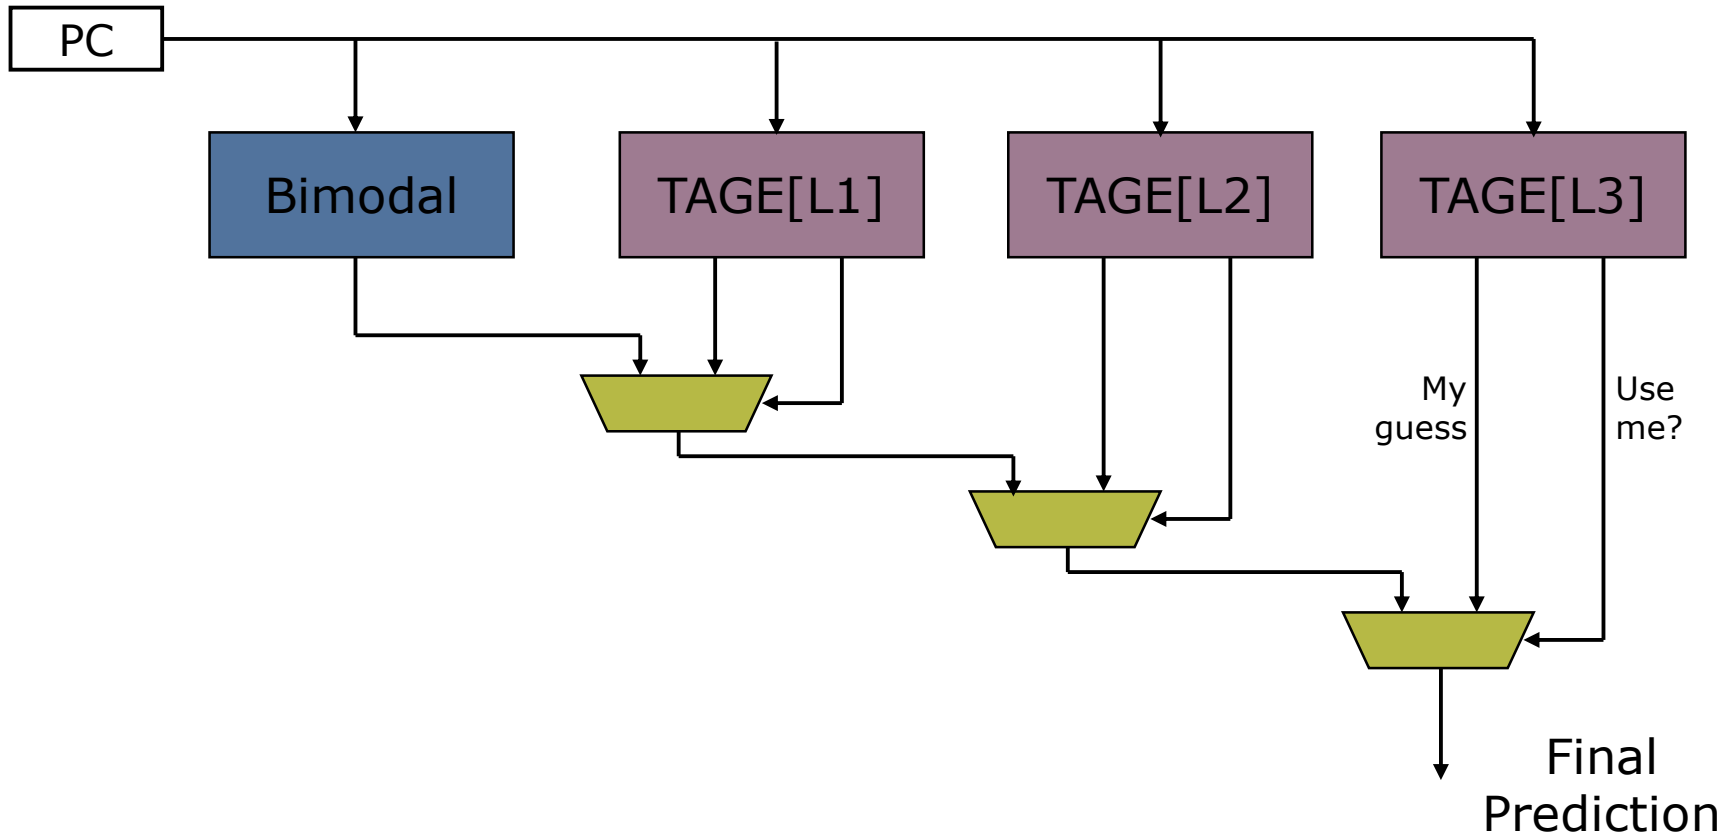 PC
Bimodal
TAGE[L1]
TAGE[L2]
TAGE[L3]
My
guess
Use
me?
Final
Prediction